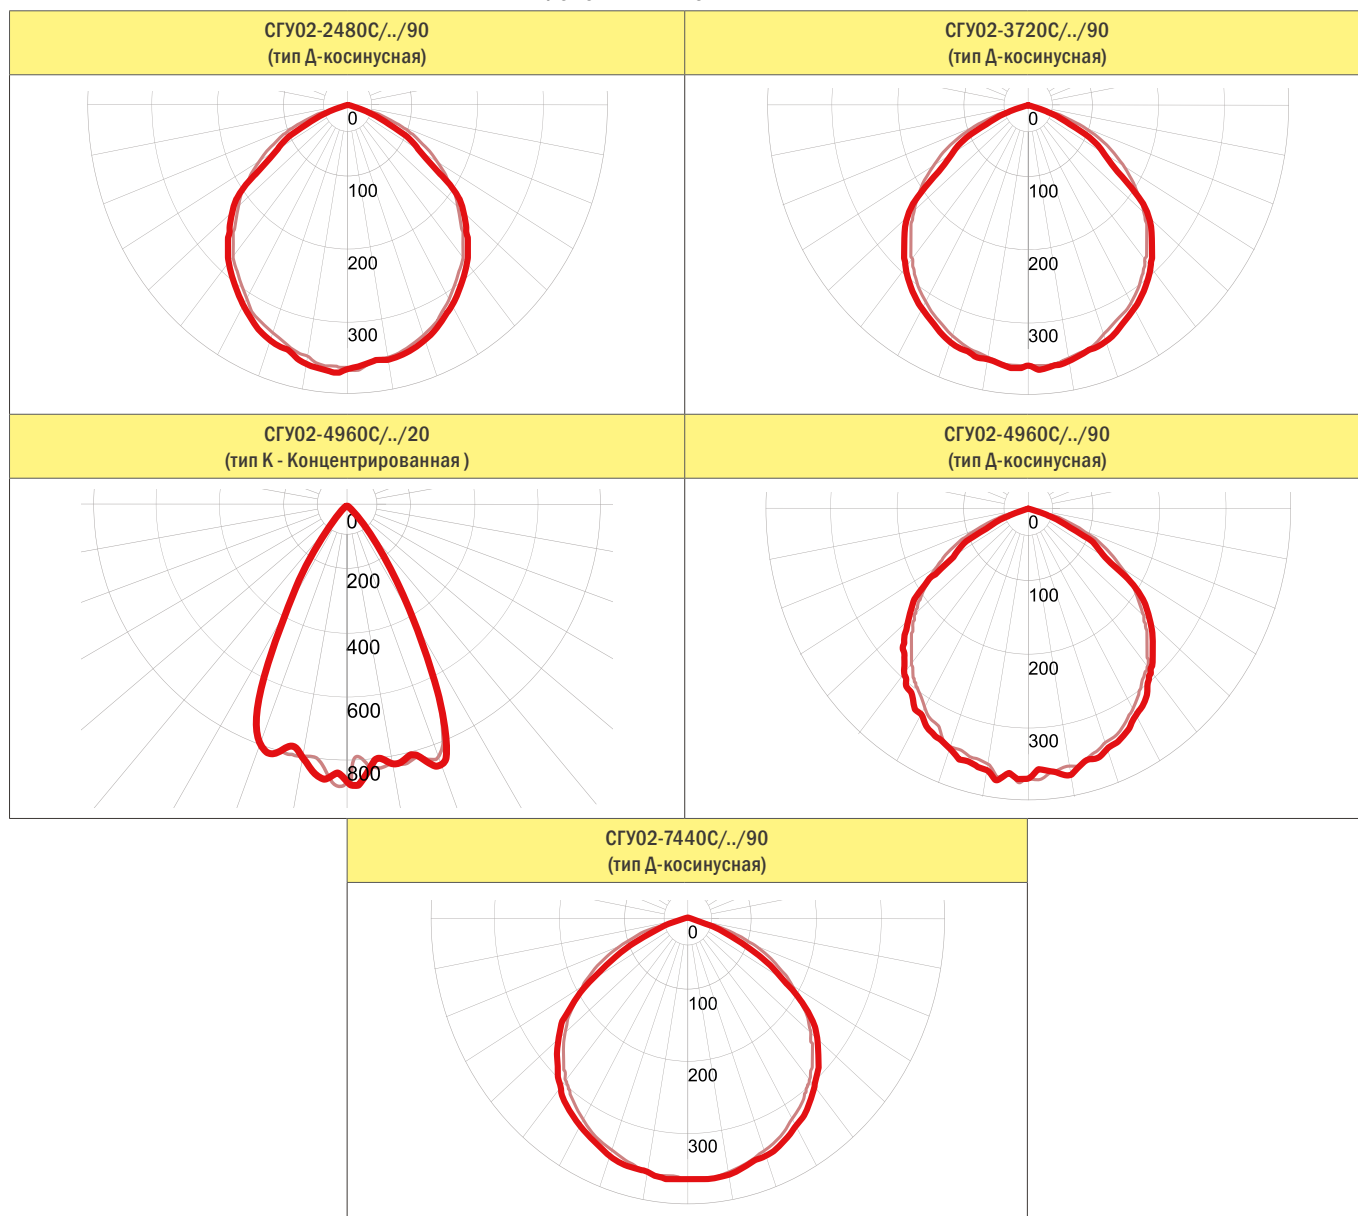 СГУ02-2480С/../90
(тип Д-косинусная)
СГУ02-3720С/../90
(тип Д-косинусная)
0
100
200
300
0
100
200
300
СГУ02-4960С/../20
(тип К - Концентрированная )
СГУ02-4960С/../90
(тип Д-косинусная)
0
200
400
600
800
0
100
200
300
СГУ02-7440С/../90
(тип Д-косинусная)
0
100
200
300